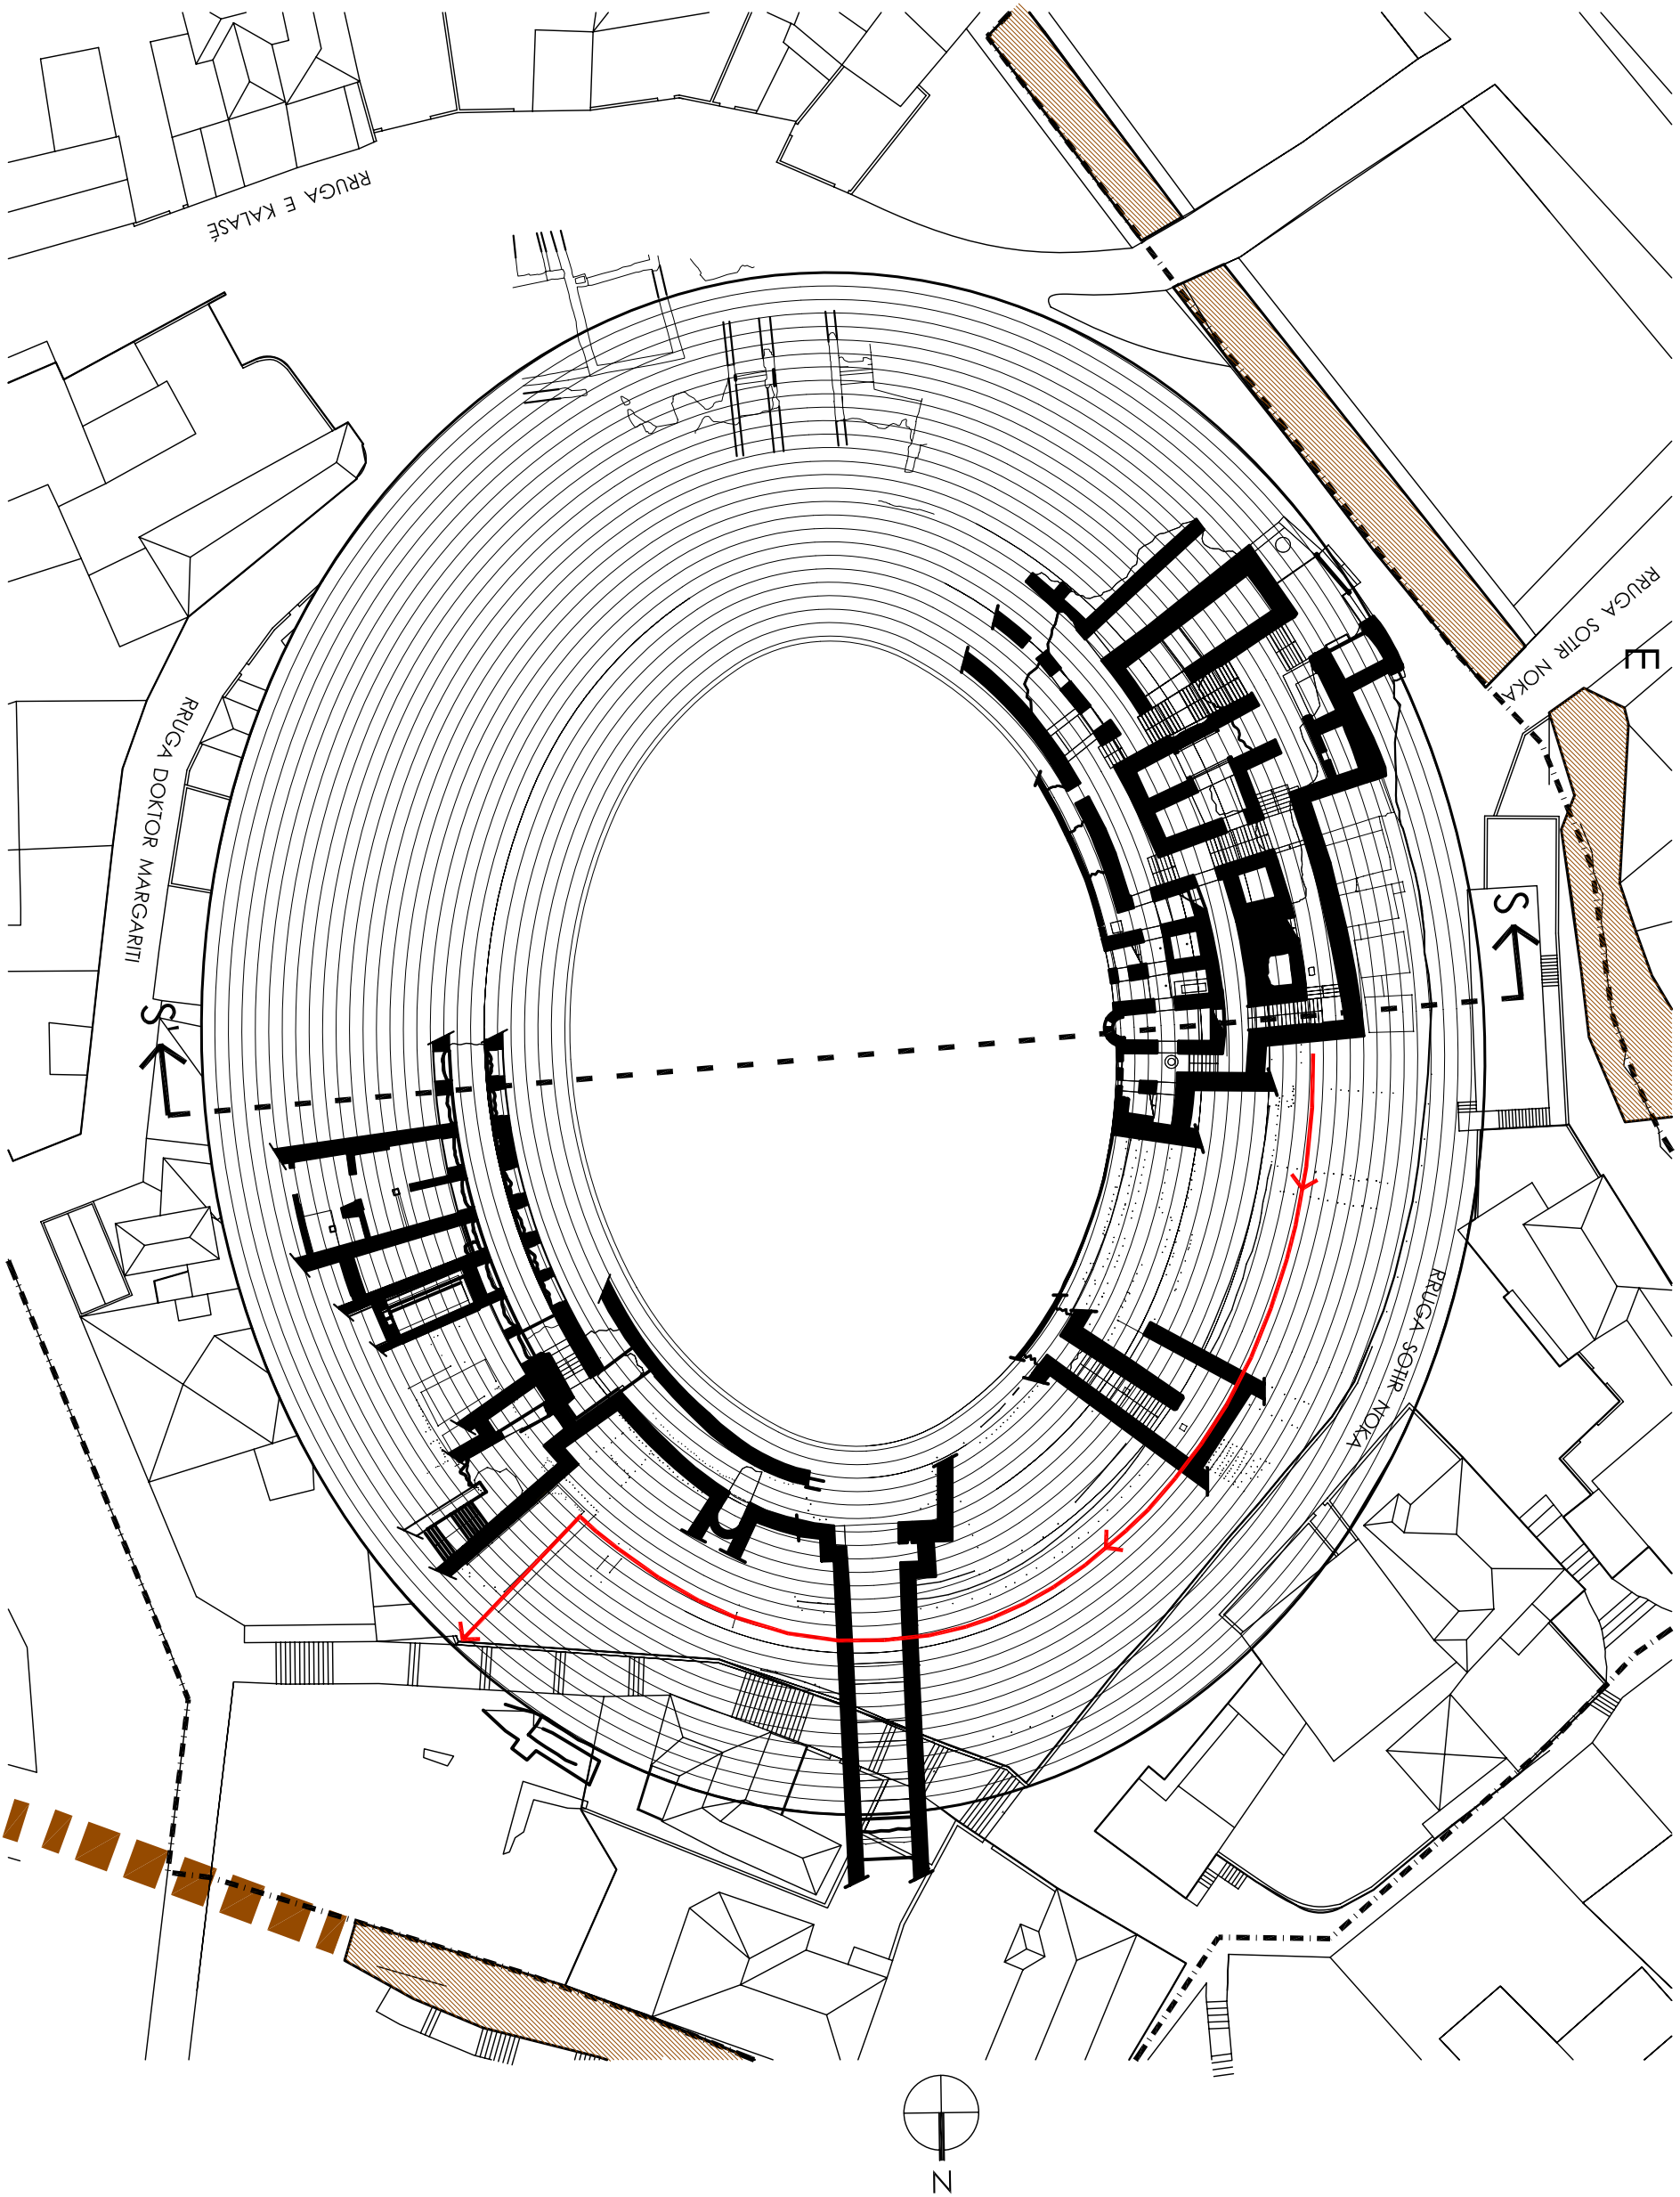 RRUGA E KALASË
RRUGA SOTIR NOKA
E
RRUGA DOKTOR MARGARITI
S
S'
RRUGA SOTIR NOKA
N